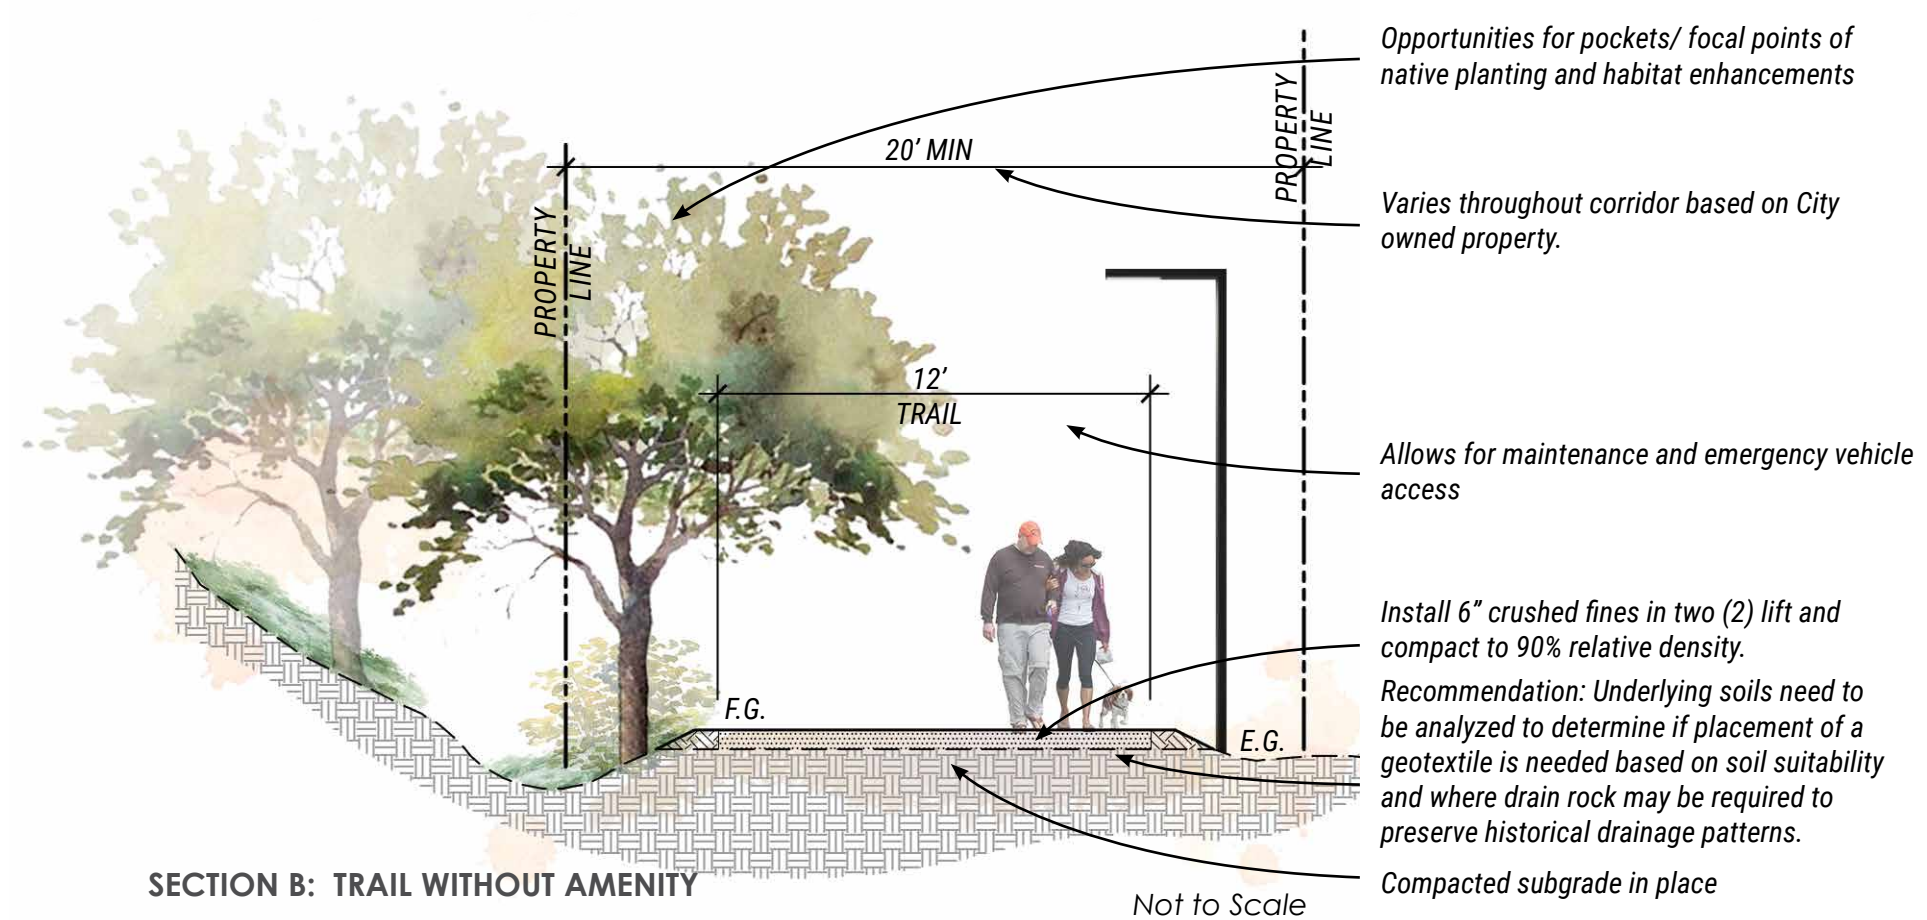 Opportunities for pockets/ focal points of
native planting and habitat enhancements
PROPERTY
LINE
20’ MIN
Varies throughout corridor based on City
owned property.
PROPERTY
LINE
12’
TRAIL
Allows for maintenance and emergency vehicle
access
Install 6” crushed fines in two (2) lift and
compact to 90% relative density.
Recommendation: Underlying soils need to
be analyzed to determine if placement of a
geotextile is needed based on soil suitability
and where drain rock may be required to
preserve historical drainage patterns.
F.G.
E.G.
Compacted subgrade in place
SECTION B: TRAIL WITHOUT AMENITY
Not to Scale